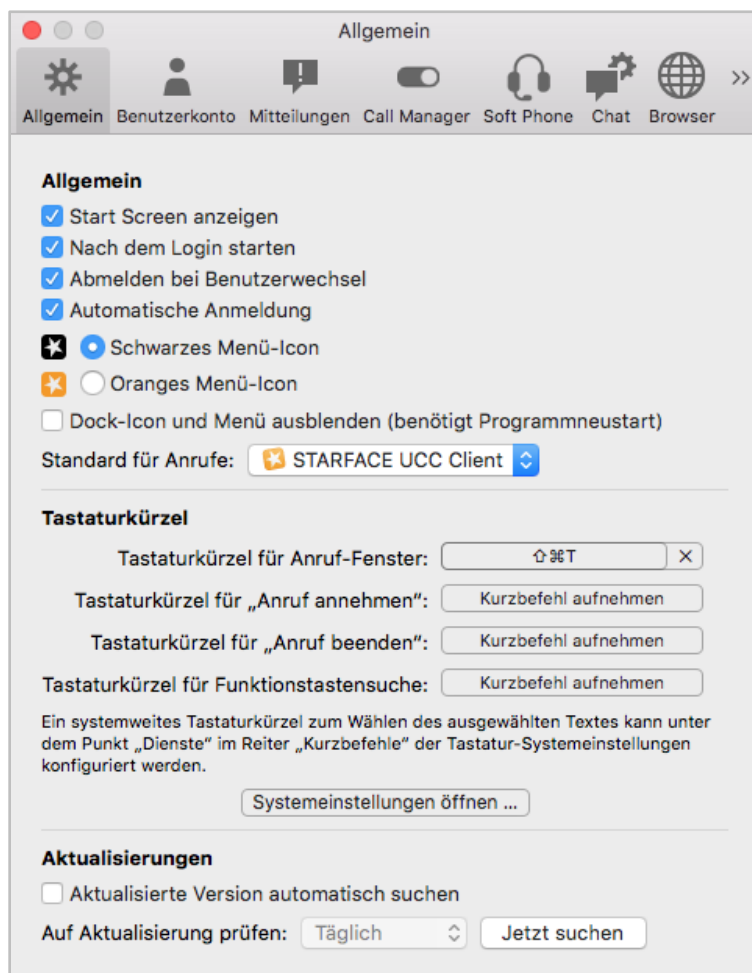 Allgemein
Allgemein Benutzerkonto Mitteilungen Call Manager Soft Phone Chat Browser
Allgemein
Start Screen anzeigen
Nach dem Login starten
Abmelden bei Benutzerwechsel
Automatische Anmeldung
Schwarzes Menü-Icon
Oranges Menü-Icon
Dock-Icon und Menü ausblenden (benötigt Programmneustart)
Standard für Anrufe: STARFACE UCC Client
Tastaturkürzel
Tastaturkürzel für Anruf-Fenster: ⇧⌘T
Tastaturkürzel für „Anruf annehmen“: Kurzbefehl aufnehmen
Tastaturkürzel für „Anruf beenden“: Kurzbefehl aufnehmen
Tastaturkürzel für Funktionstastensuche: Kurzbefehl aufnehmen
Ein systemweites Tastaturkürzel zum Wählen des ausgewählten Textes kann unter
dem Punkt „Dienste“ im Reiter „Kurzbefehle“ der Tastatur-Systemeinstellungen
konfiguriert werden.
Systemeinstellungen öffnen ...
Aktualisierungen
Aktualisierte Version automatisch suchen
Auf Aktualisierung prüfen: Täglich Jetzt suchen